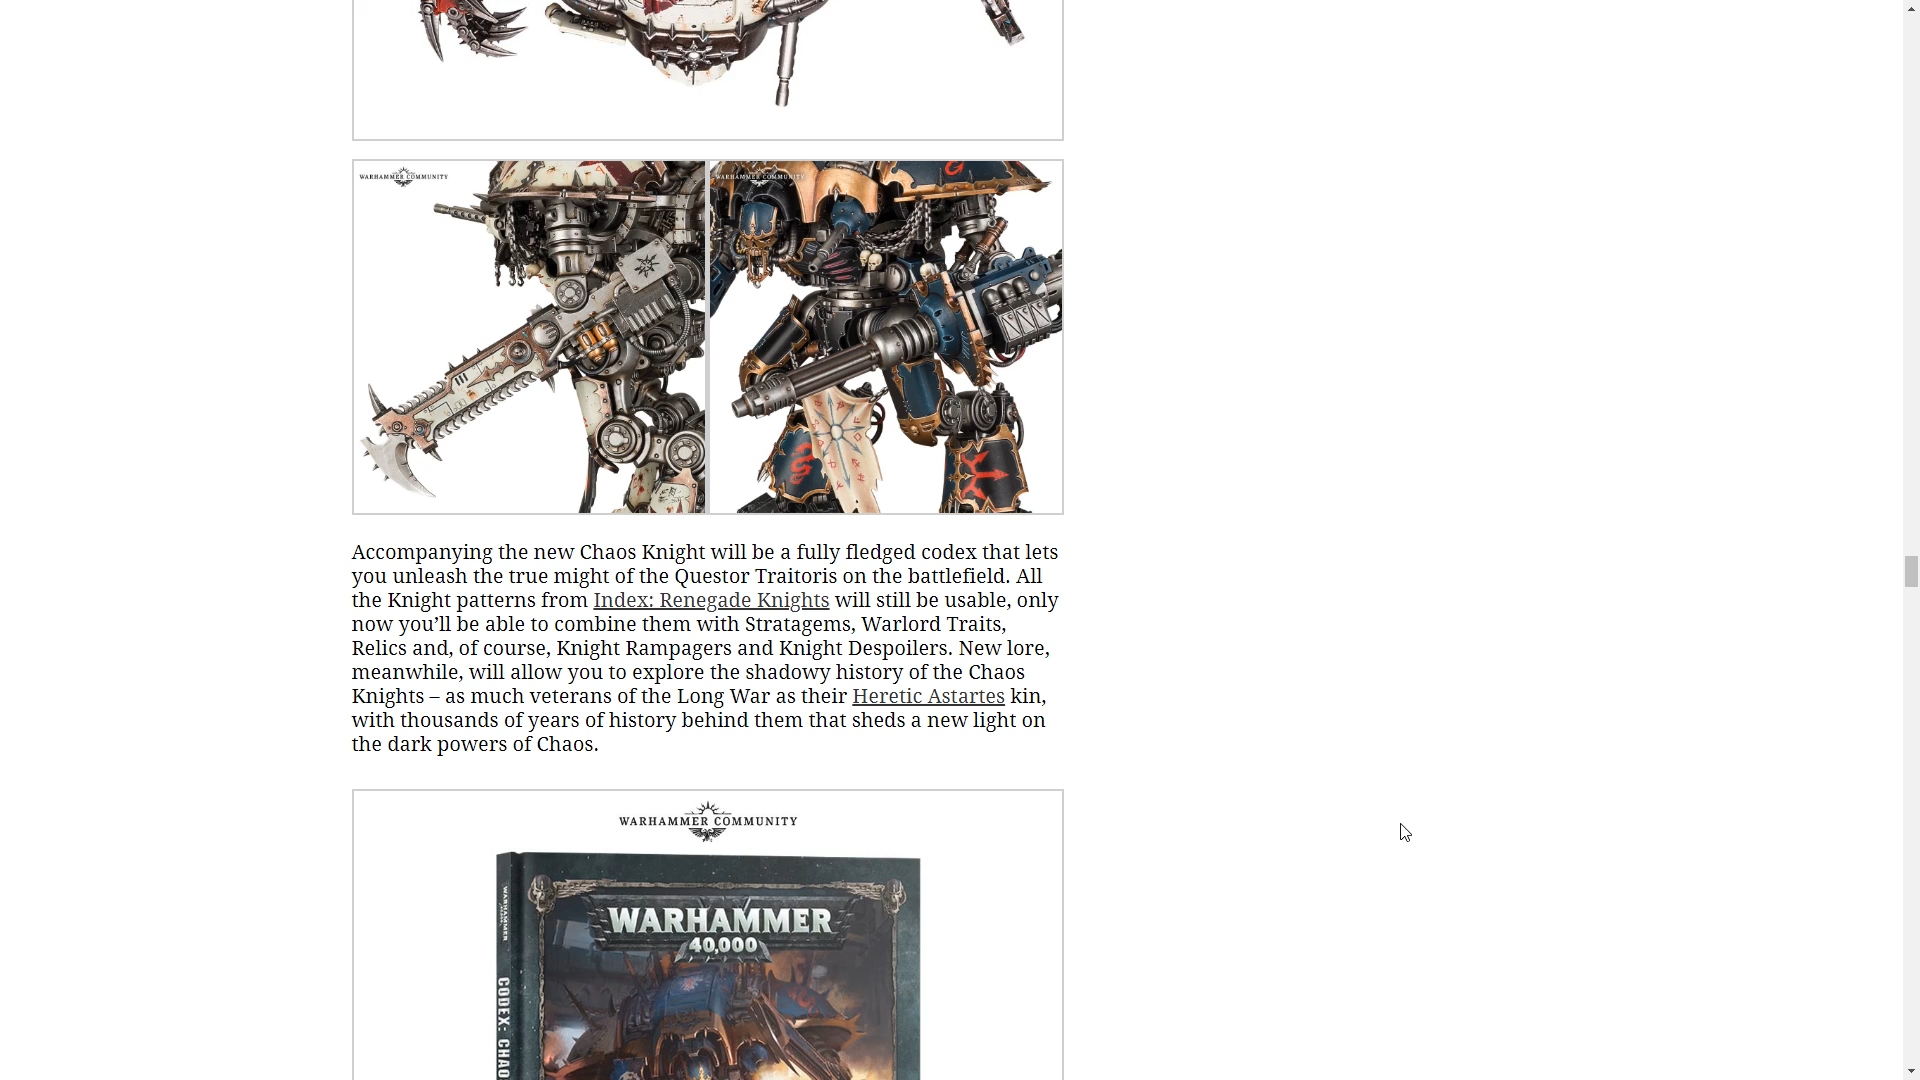 WARHAMMER COMMUNITY
WARHAMMER COMMUNITY
Accompanying the new Chaos Knight will be a fully fledged codex that lets
you unleash the true might of the Questor Traitoris on the battlefield. All
the Knight patterns from Index: Renegade Knights will still be usable, only
now you’ll be able to combine them with Stratagems, Warlord Traits,
Relics and, of course, Knight Rampagers and Knight Despoilers. New lore,
meanwhile, will allow you to explore the shadowy history of the Chaos
Knights – as much veterans of the Long War as their Heretic Astartes kin,
with thousands of years of history behind them that sheds a new light on
the dark powers of Chaos.
WARHAMMER COMMUNITY
WARHAMMER
40,000
WARHAMMER
CODEX: CHAO